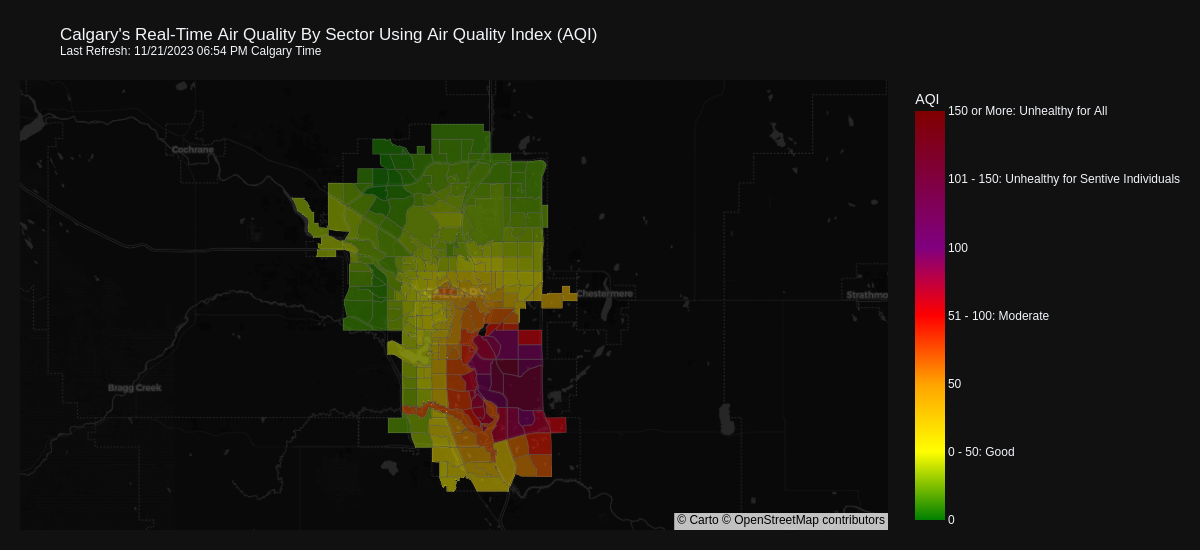 Calgary's Real-Time Air Quality By Sector Using Air Quality Index (AQI)
Last Refresh: 11/21/2023 06:54 PM Calgary Time
AQI
150 or More: Unhealthy for All
Cochrane
101 - 150: Unhealthy for Sentive Individuals
100
CALGARY
Chestermere
Strathmo
51 - 100: Moderate
50
Bragg Creek
0 - 50: Good
0
© Carto © OpenStreetMap contributors